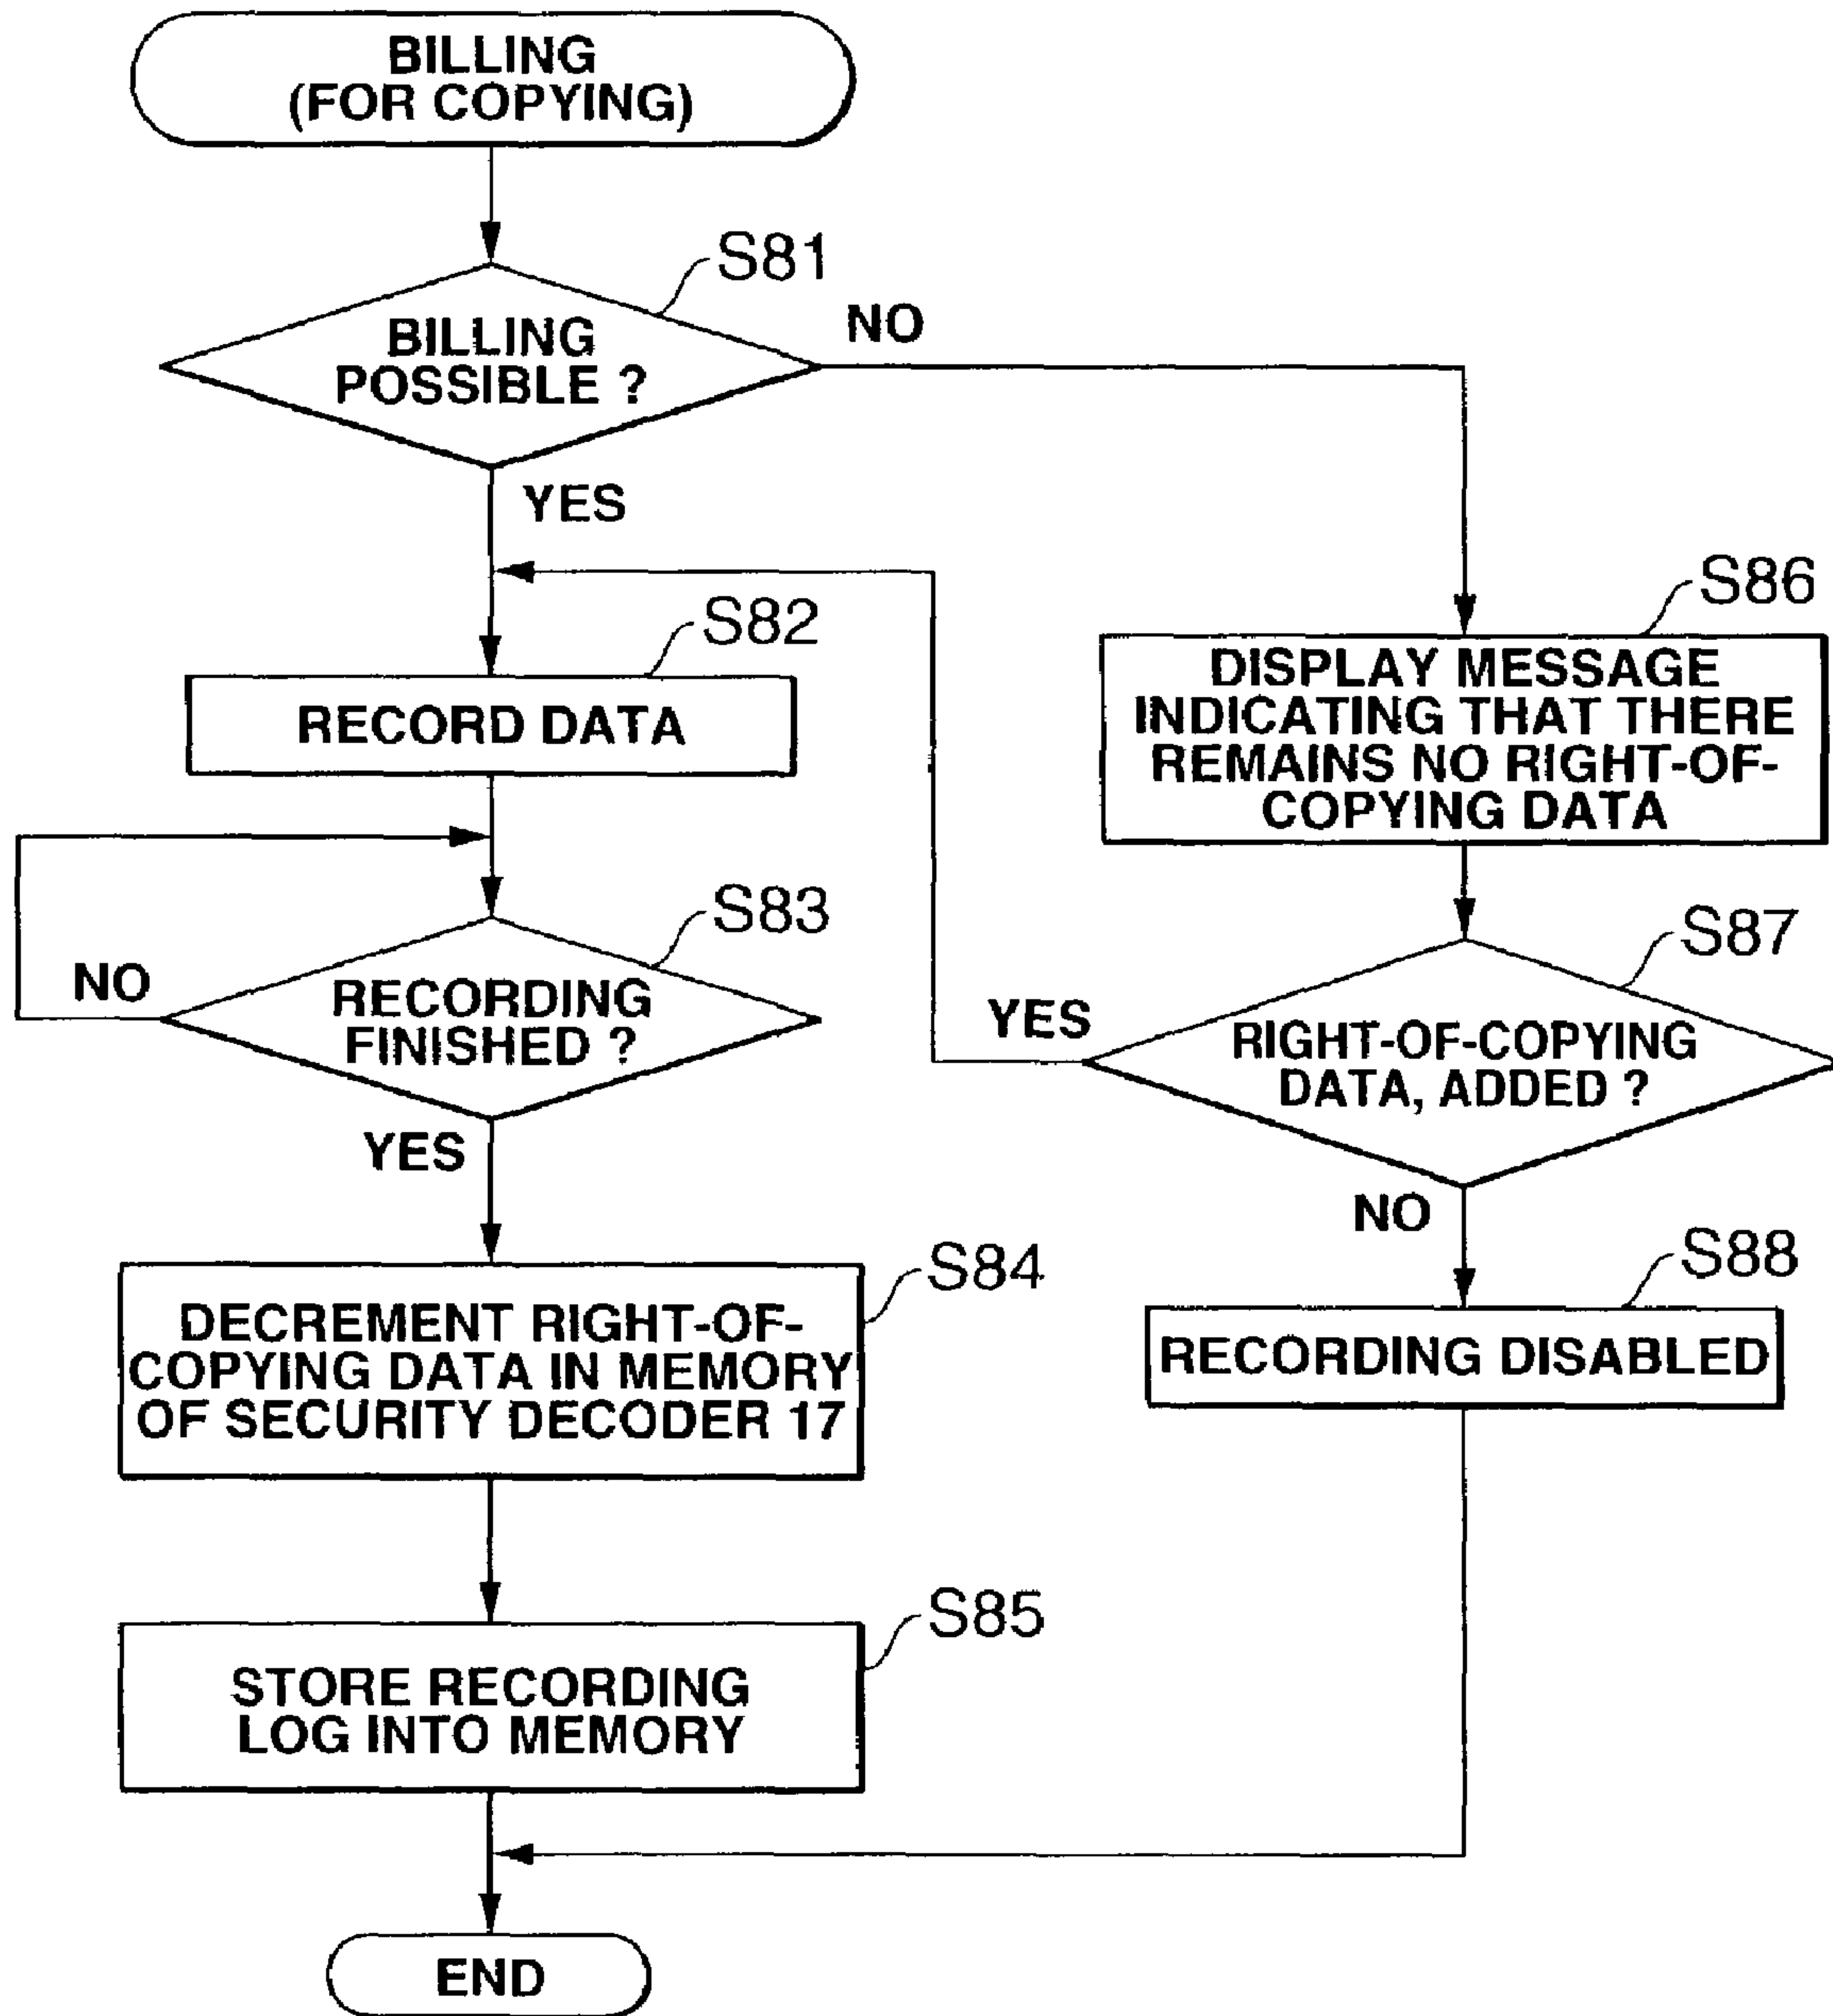 BILLING
(FOR COPYING)
S81
BILLING
POSSIBLE ?
NO
YES
S82
RECORD DATA
S83
RECORDING
FINISHED ?
NO
YES
S84
DECREMENT RIGHT-OF-
COPYING DATA IN MEMORY
OF SECURITY DECODER 17
S85
STORE RECORDING
LOG INTO MEMORY
S86
DISPLAY MESSAGE
INDICATING THAT THERE
REMAINS NO RIGHT-OF-
COPYING DATA
S87
RIGHT-OF-COPYING
DATA, ADDED ?
YES
NO
S88
RECORDING DISABLED
END